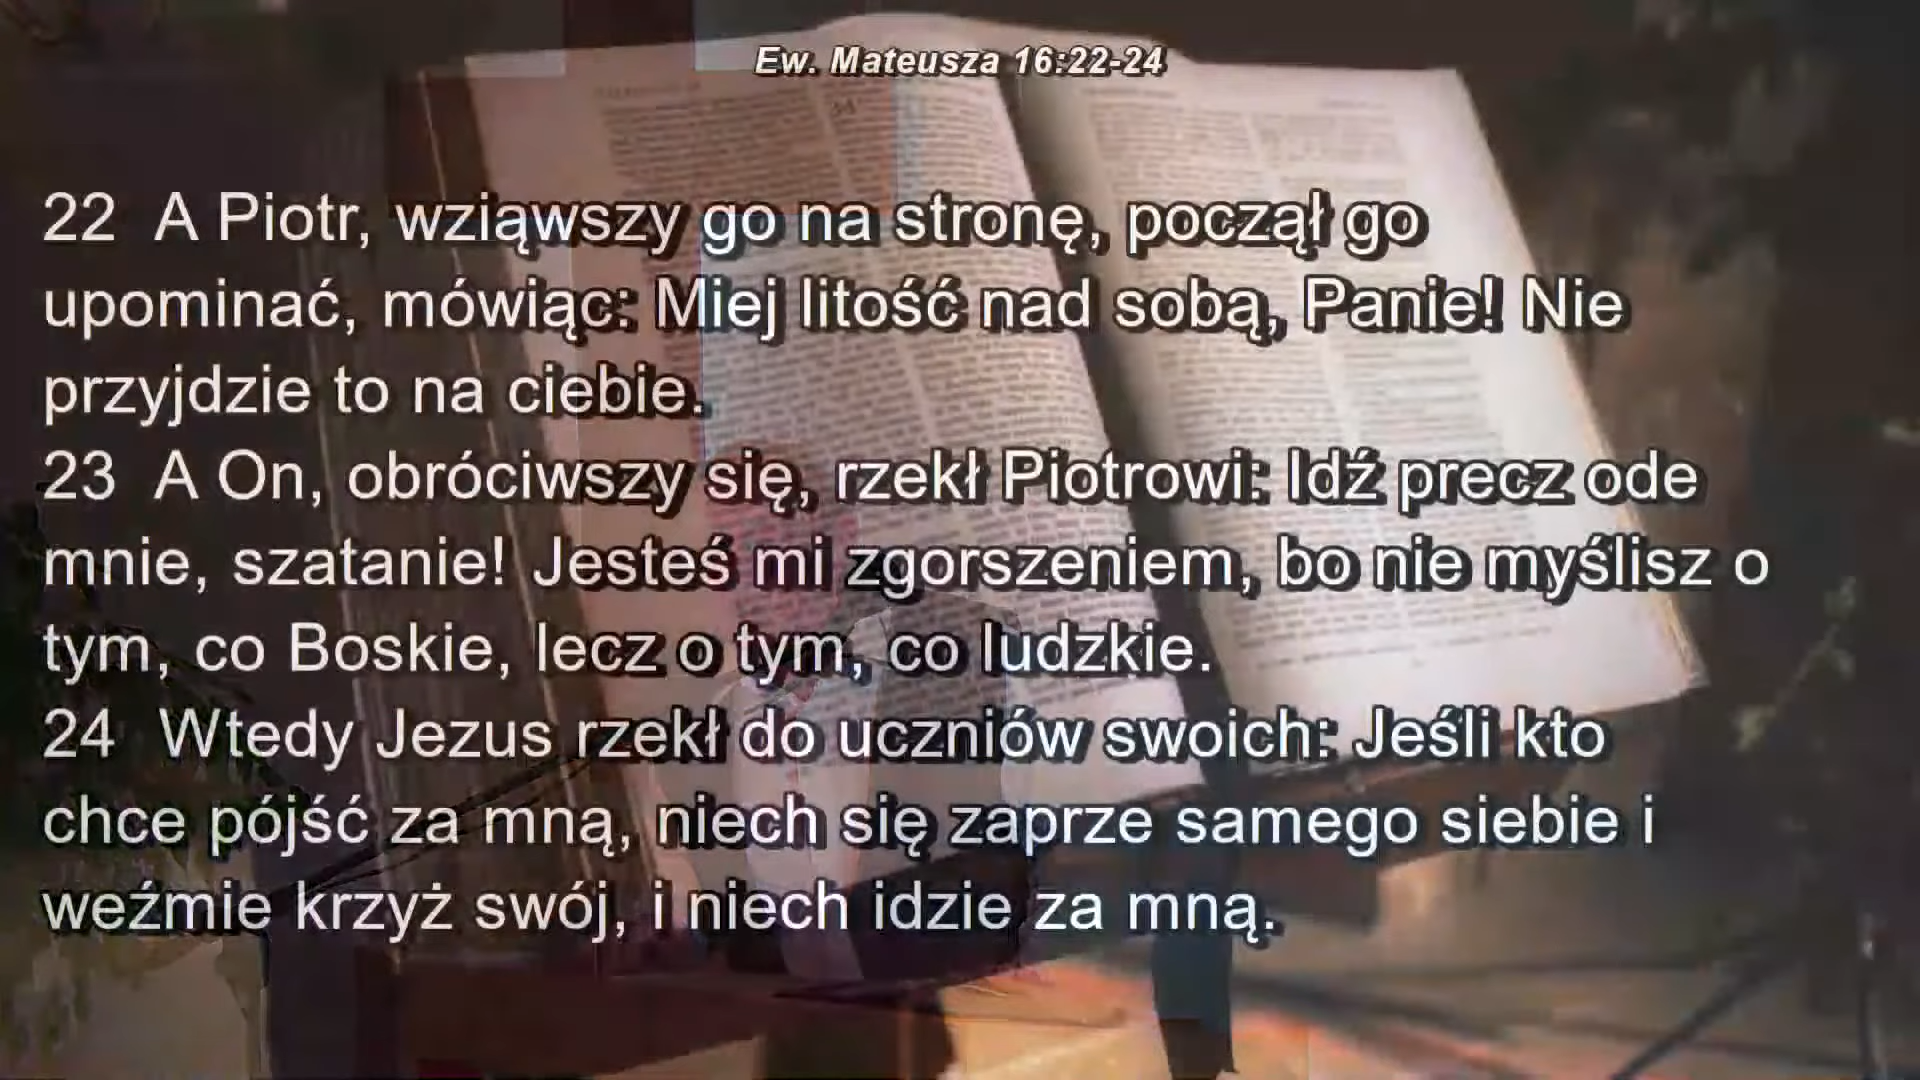 Ew. Mateusza 16:22-24
22 A Piotr, wziąwszy go na stronę, począł go
upominać, mówiąc: Miej litość nad sobą, Panie! Nie
przyjdzie to na ciebie.
23 A On, obróciwszy się, rzekł Piotrowi: Idź precz ode
mnie, szatanie! Jesteś mi zgorszeniem, bo nie myślisz o
tym, co Boskie, lecz o tym, co ludzkie.
24 Wtedy Jezus rzekł do uczniów swoich: Jeśli kto
chce pójść za mną, niech się zaprze samego siebie i
weźmie krzyż swój, i niech idzie za mną.